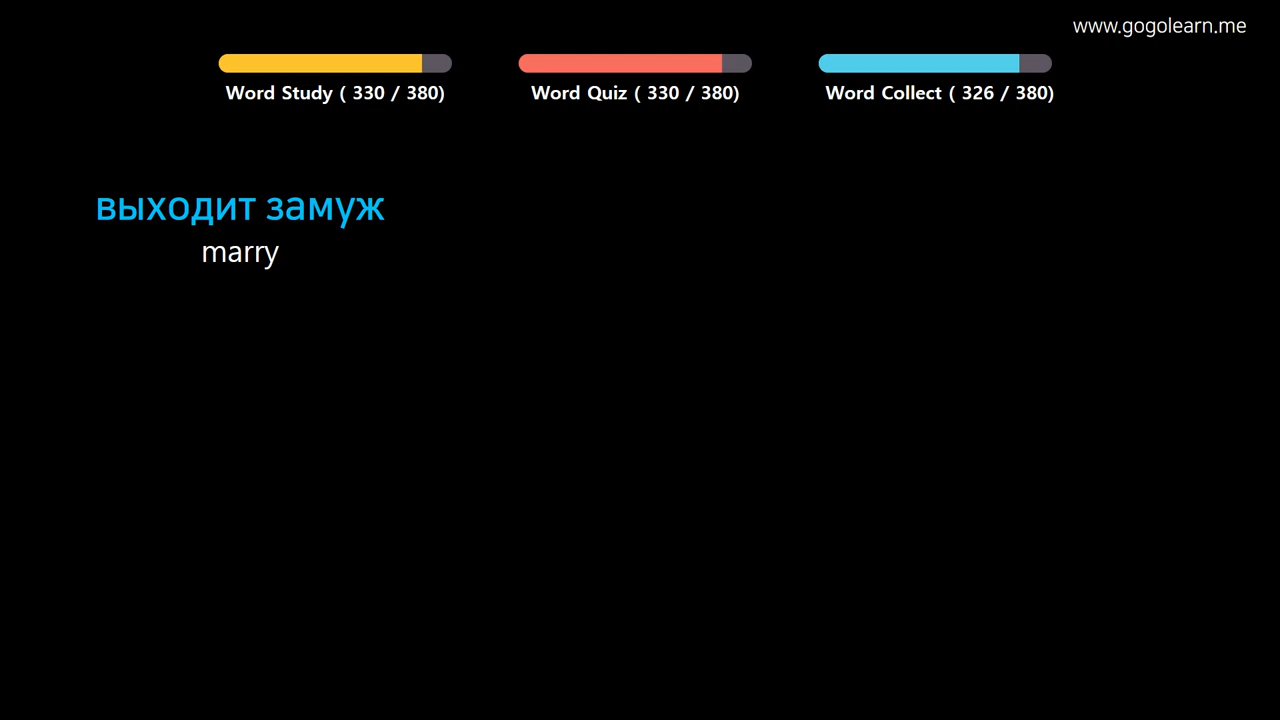 www.gogolearn.me
Word Study ( 330 / 380)
Word Quiz ( 330 / 380)
Word Collect ( 326 / 380)
выходит замуж
marry